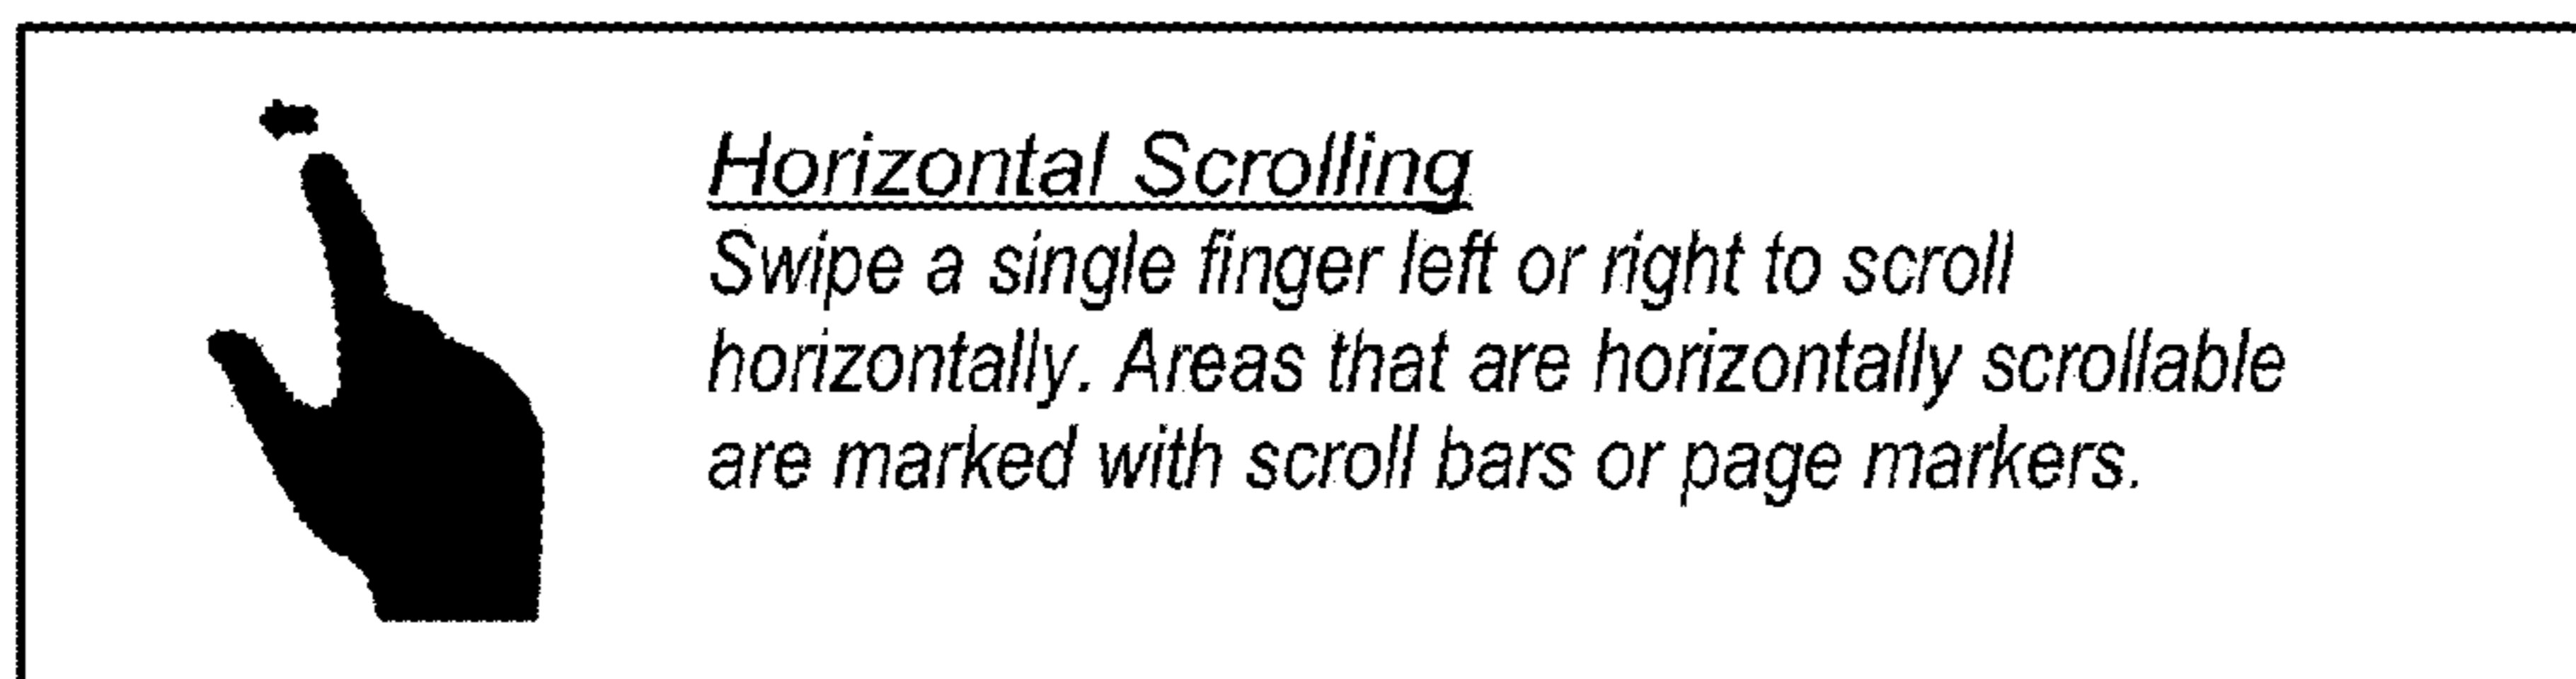 Horizontal Scrolling
Swipe a single finger left or right to scroll
horizontally. Areas that are horizontally scrollable
are marked with scroll bars or page markers.